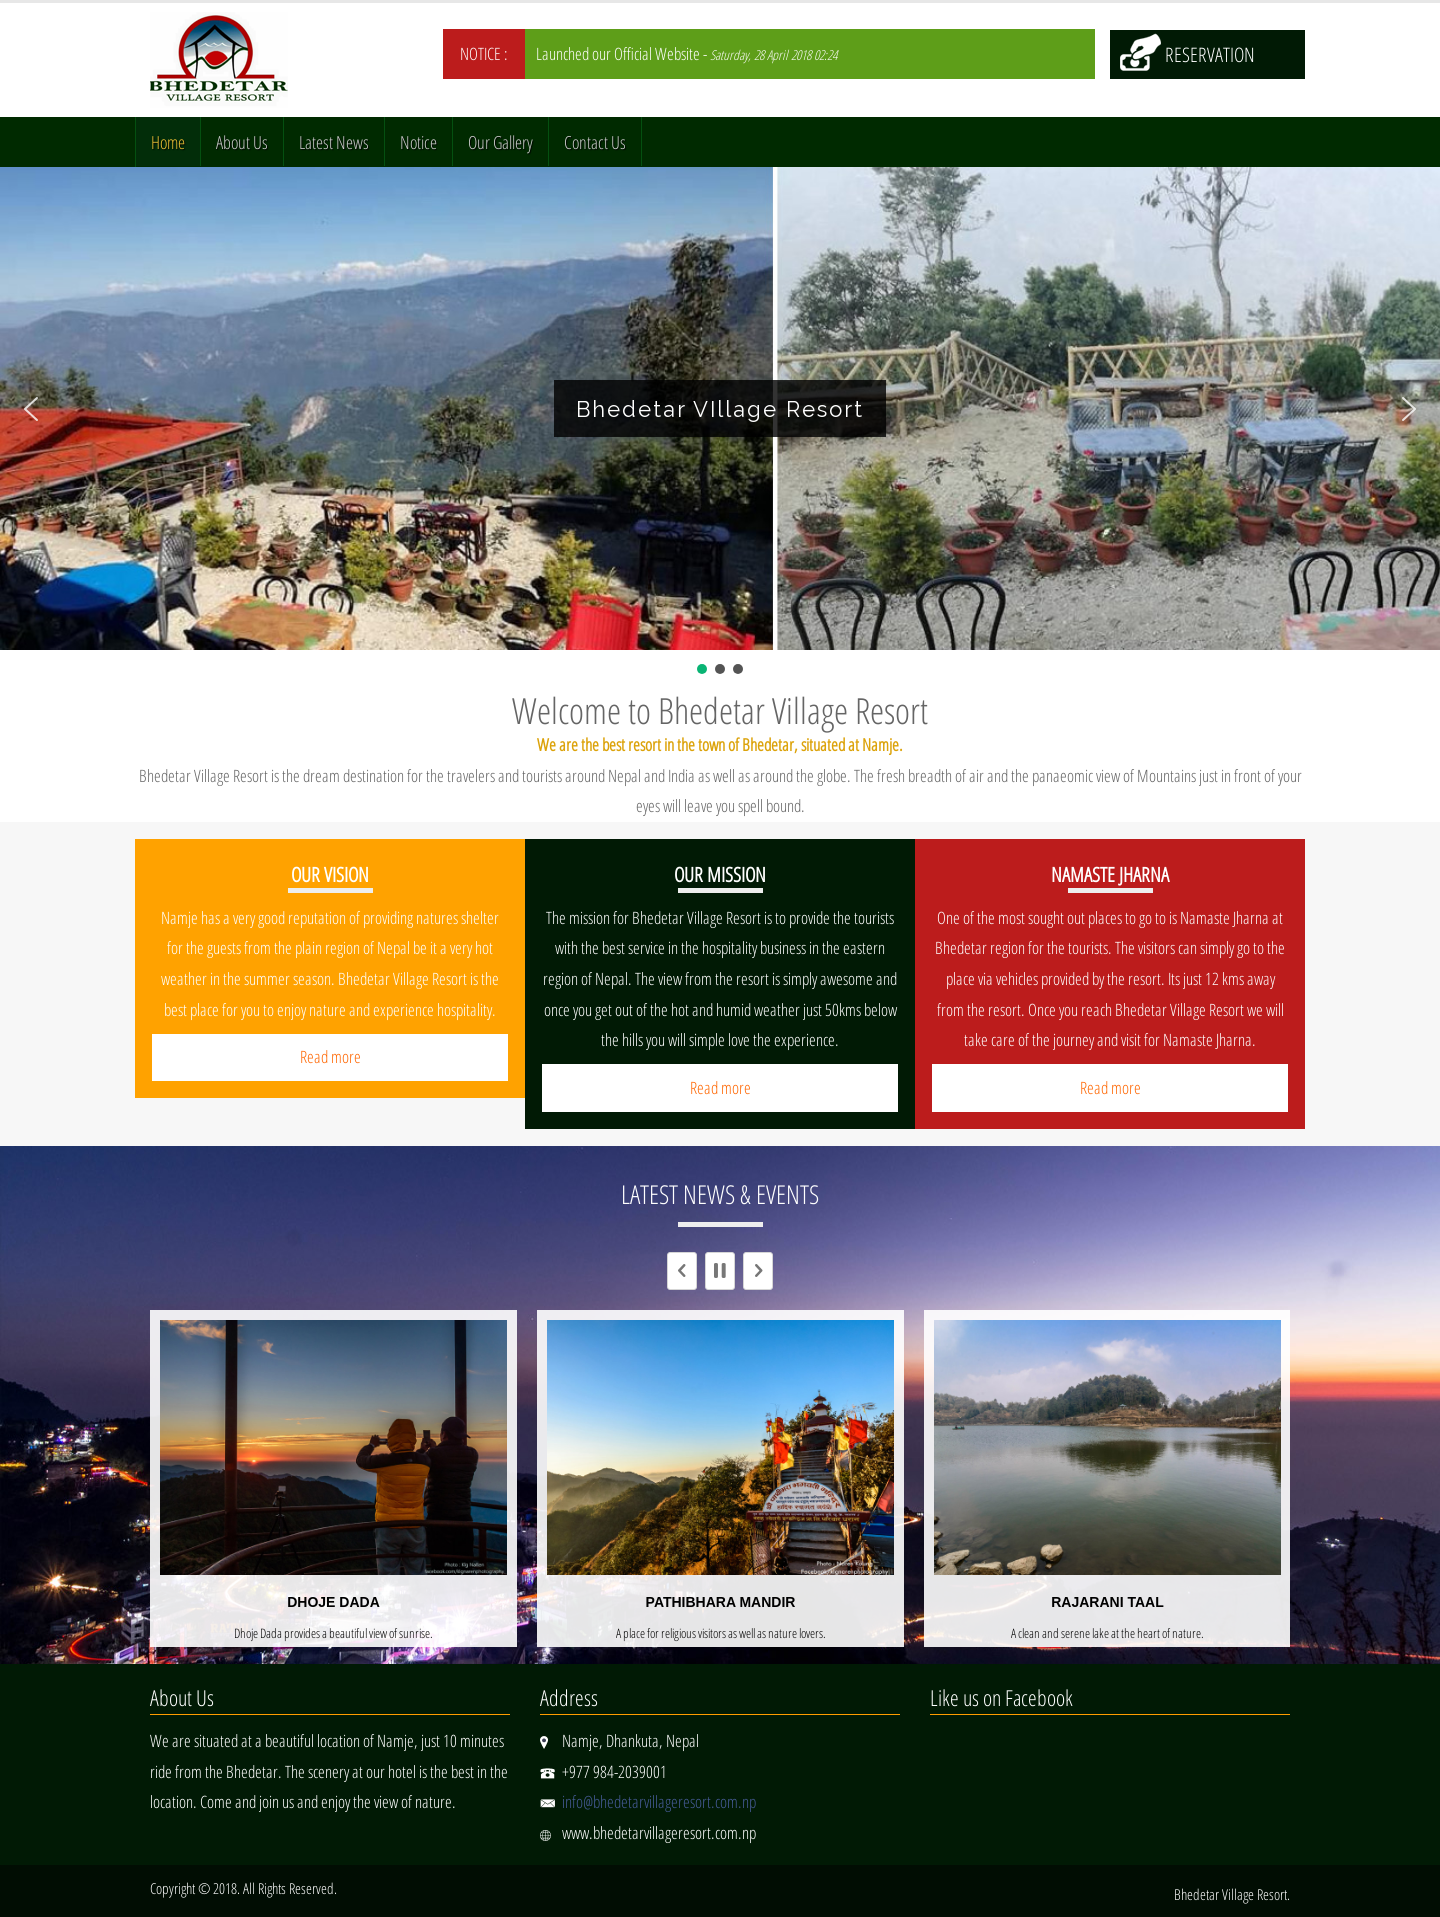 BHEDETAR
VILLAGE RESORT
NOTICE :
Launched our Official Website - Saturday, 28 April 2018 02:24
RESERVATION
Home
About Us
Latest News
Notice
Our Gallery
Contact Us
Bhedetar VIllage Resort
Welcome to Bhedetar Village Resort
We are the best resort in the town of Bhedetar, situated at Namje.
Bhedetar Village Resort is the dream destination for the travelers and tourists around Nepal and India as well as around the globe. The fresh breadth of air and the panaeomic view of Mountains just in front of your
eyes will leave you spell bound.
OUR VISION
Namje has a very good reputation of providing natures shelter
for the guests from the plain region of Nepal be it a very hot
weather in the summer season. Bhedetar Village Resort is the
best place for you to enjoy nature and experience hospitality.
Read more
OUR MISSION
The mission for Bhedetar Village Resort is to provide the tourists
with the best service in the hospitality business in the eastern
region of Nepal. The view from the resort is simply awesome and
once you get out of the hot and humid weather just 50kms below
the hills you will simple love the experience.
Read more
NAMASTE JHARNA
One of the most sought out places to go to is Namaste Jharna at
Bhedetar region for the tourists. The visitors can simply go to the
place via vehicles provided by the resort. Its just 12 kms away
from the resort. Once you reach Bhedetar Village Resort we will
take care of the journey and visit for Namaste Jharna.
Read more
LATEST NEWS & EVENTS
DHOJE DADA
Dhoje Dada provides a beautiful view of sunrise.
PATHIBHARA MANDIR
A place for religious visitors as well as nature lovers.
RAJARANI TAAL
A clean and serene lake at the heart of nature.
About Us
We are situated at a beautiful location of Namje, just 10 minutes
ride from the Bhedetar. The scenery at our hotel is the best in the
location. Come and join us and enjoy the view of nature.
Address
Namje, Dhankuta, Nepal
+977 984-2039001
info@bhedetarvillageresort.com.np
www.bhedetarvillageresort.com.np
Like us on Facebook
Copyright © 2018. All Rights Reserved.
Bhedetar Village Resort.